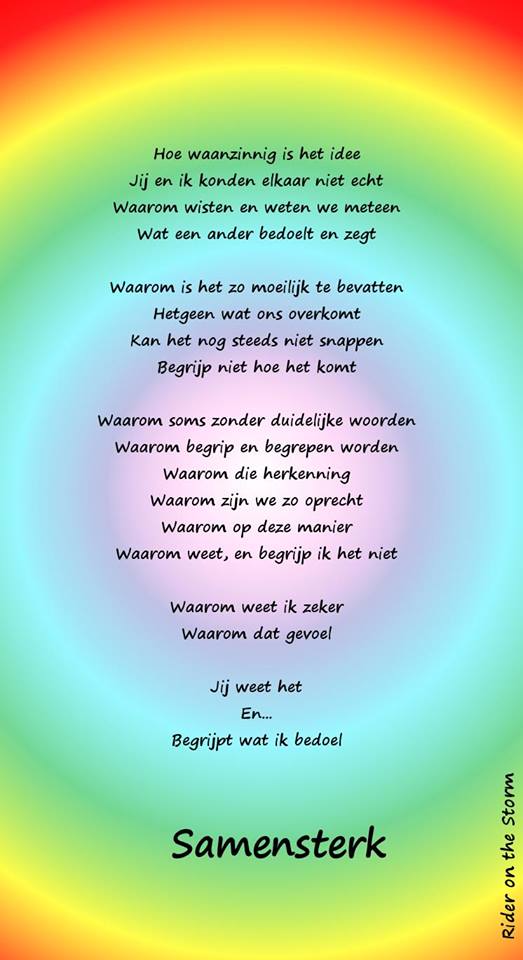 Hoe waanzinnig is het idee
Jij en ik konden elkaar niet echt
Waarom wisten en weten we meteen
Wat een ander bedoelt en zegt
Waarom is het zo moeilijk te bevatten
Hetgeen wat ons overkomt
Kan het nog steeds niet snappen
Begrijp niet hoe het komt
Waarom soms zonder duidelijke woorden
Waarom begrip en begrepen worden
Waarom die herkenning
Waarom zijn we zo oprecht
Waarom op deze manier
Waarom weet, en begrijp ik het niet
Waarom weet ik zeker
Waarom dat gevoel
Jij weet het
En...
Begrijpt wat ik bedoel
Samensterk
Rider on the Storm